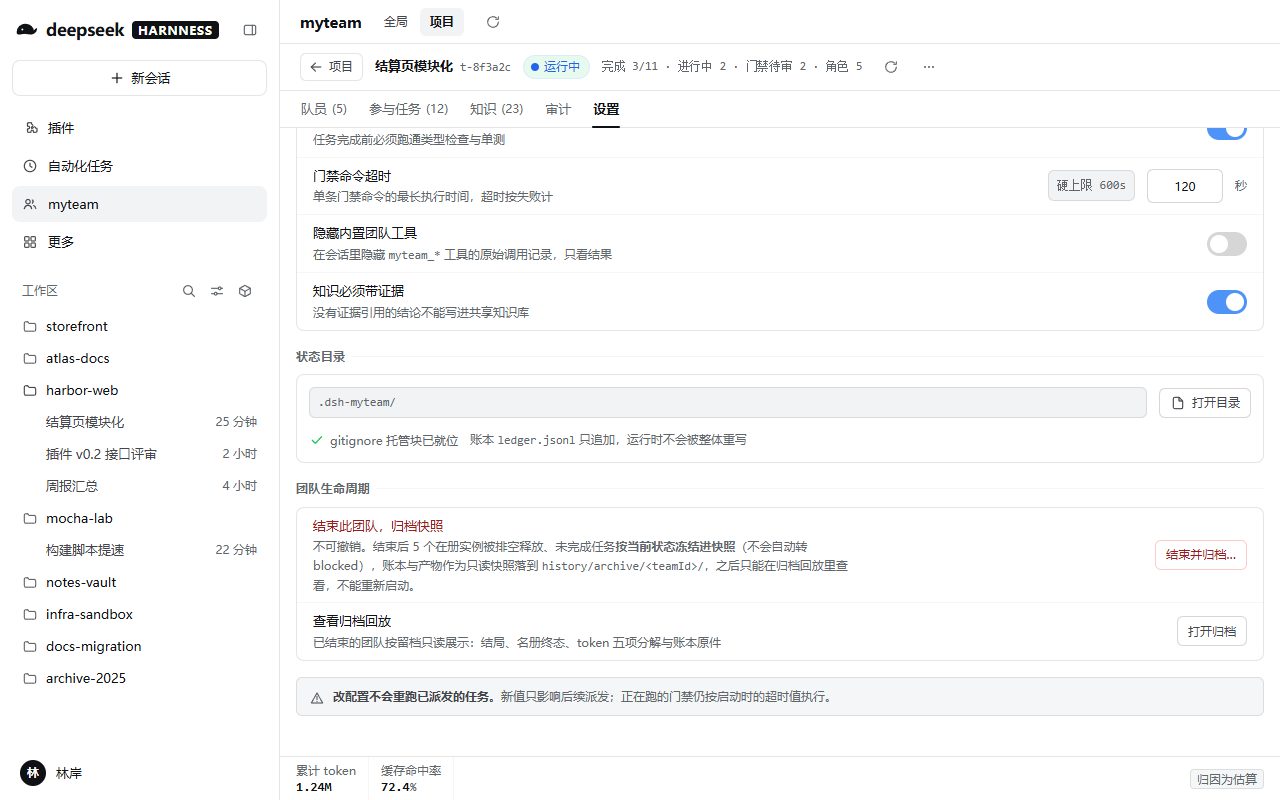 deepseek HARNNESS
新会话
插件
自动化任务
myteam
更多
工作区
storefront
atlas-docs
harbor-web
结算页模块化 25 分钟
插件 v0.2 接口评审 2 小时
周报汇总 4 小时
mocha-lab
构建脚本提速 22 分钟
notes-vault
infra-sandbox
docs-migration
archive-2025
林 林岸
myteam 全局 项目
项目 结算页模块化 t-8f3a2c 运行中 完成 3/11 · 进行中 2 · 门禁待审 2 · 角色 5 ...
队员 (5) 参与任务 (12) 知识 (23) 审计 设置
任务完成前必须跑通类型检查与单测
门禁命令超时
单条门禁命令的最长执行时间，超时按失败计
硬上限 600s 120 秒
隐藏内置团队工具
在会话里隐藏 myteam_* 工具的原始调用记录，只看结果
知识必须带证据
没有证据引用的结论不能写进共享知识库
状态目录
.dsh-myteam/ 打开目录
gitignore 托管块已就位 账本 ledger.jsonl 只追加，运行时不会被整体重写
团队生命周期
结束此团队，归档快照
不可撤销。结束后 5 个在册实例被排空释放、未完成任务按当前状态冻结进快照（不会自动转
blocked），账本与产物作为只读快照落到 history/archive/<teamId>/，之后只能在归档回放里查
看，不能重新启动。
结束并归档...
查看归档回放
已结束的团队按留档只读展示：结局、名册终态、token 五项分解与账本原件
打开归档
改配置不会重跑已派发的任务。新值只影响后续派发；正在跑的门禁仍按启动时的超时值执行。
累计 token 缓存命中率
1.24M 72.4%
归因为估算